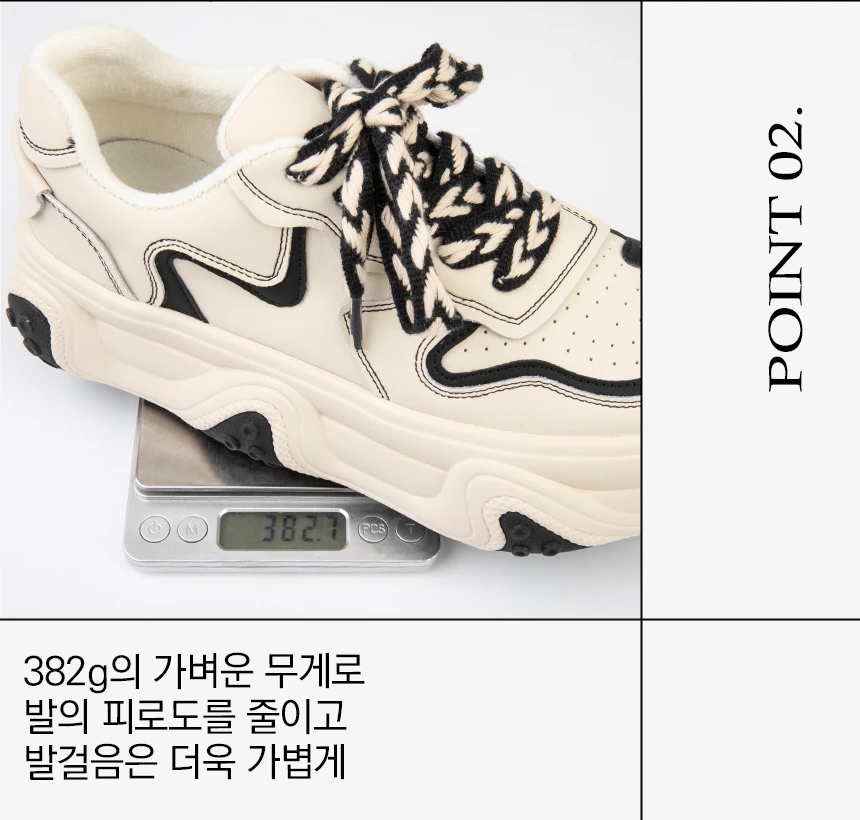 POINT 02.
M
382.7
PCS
T
382g의 가벼운 무게로
발의 피로도를 줄이고
발걸음은 더욱 가볍게